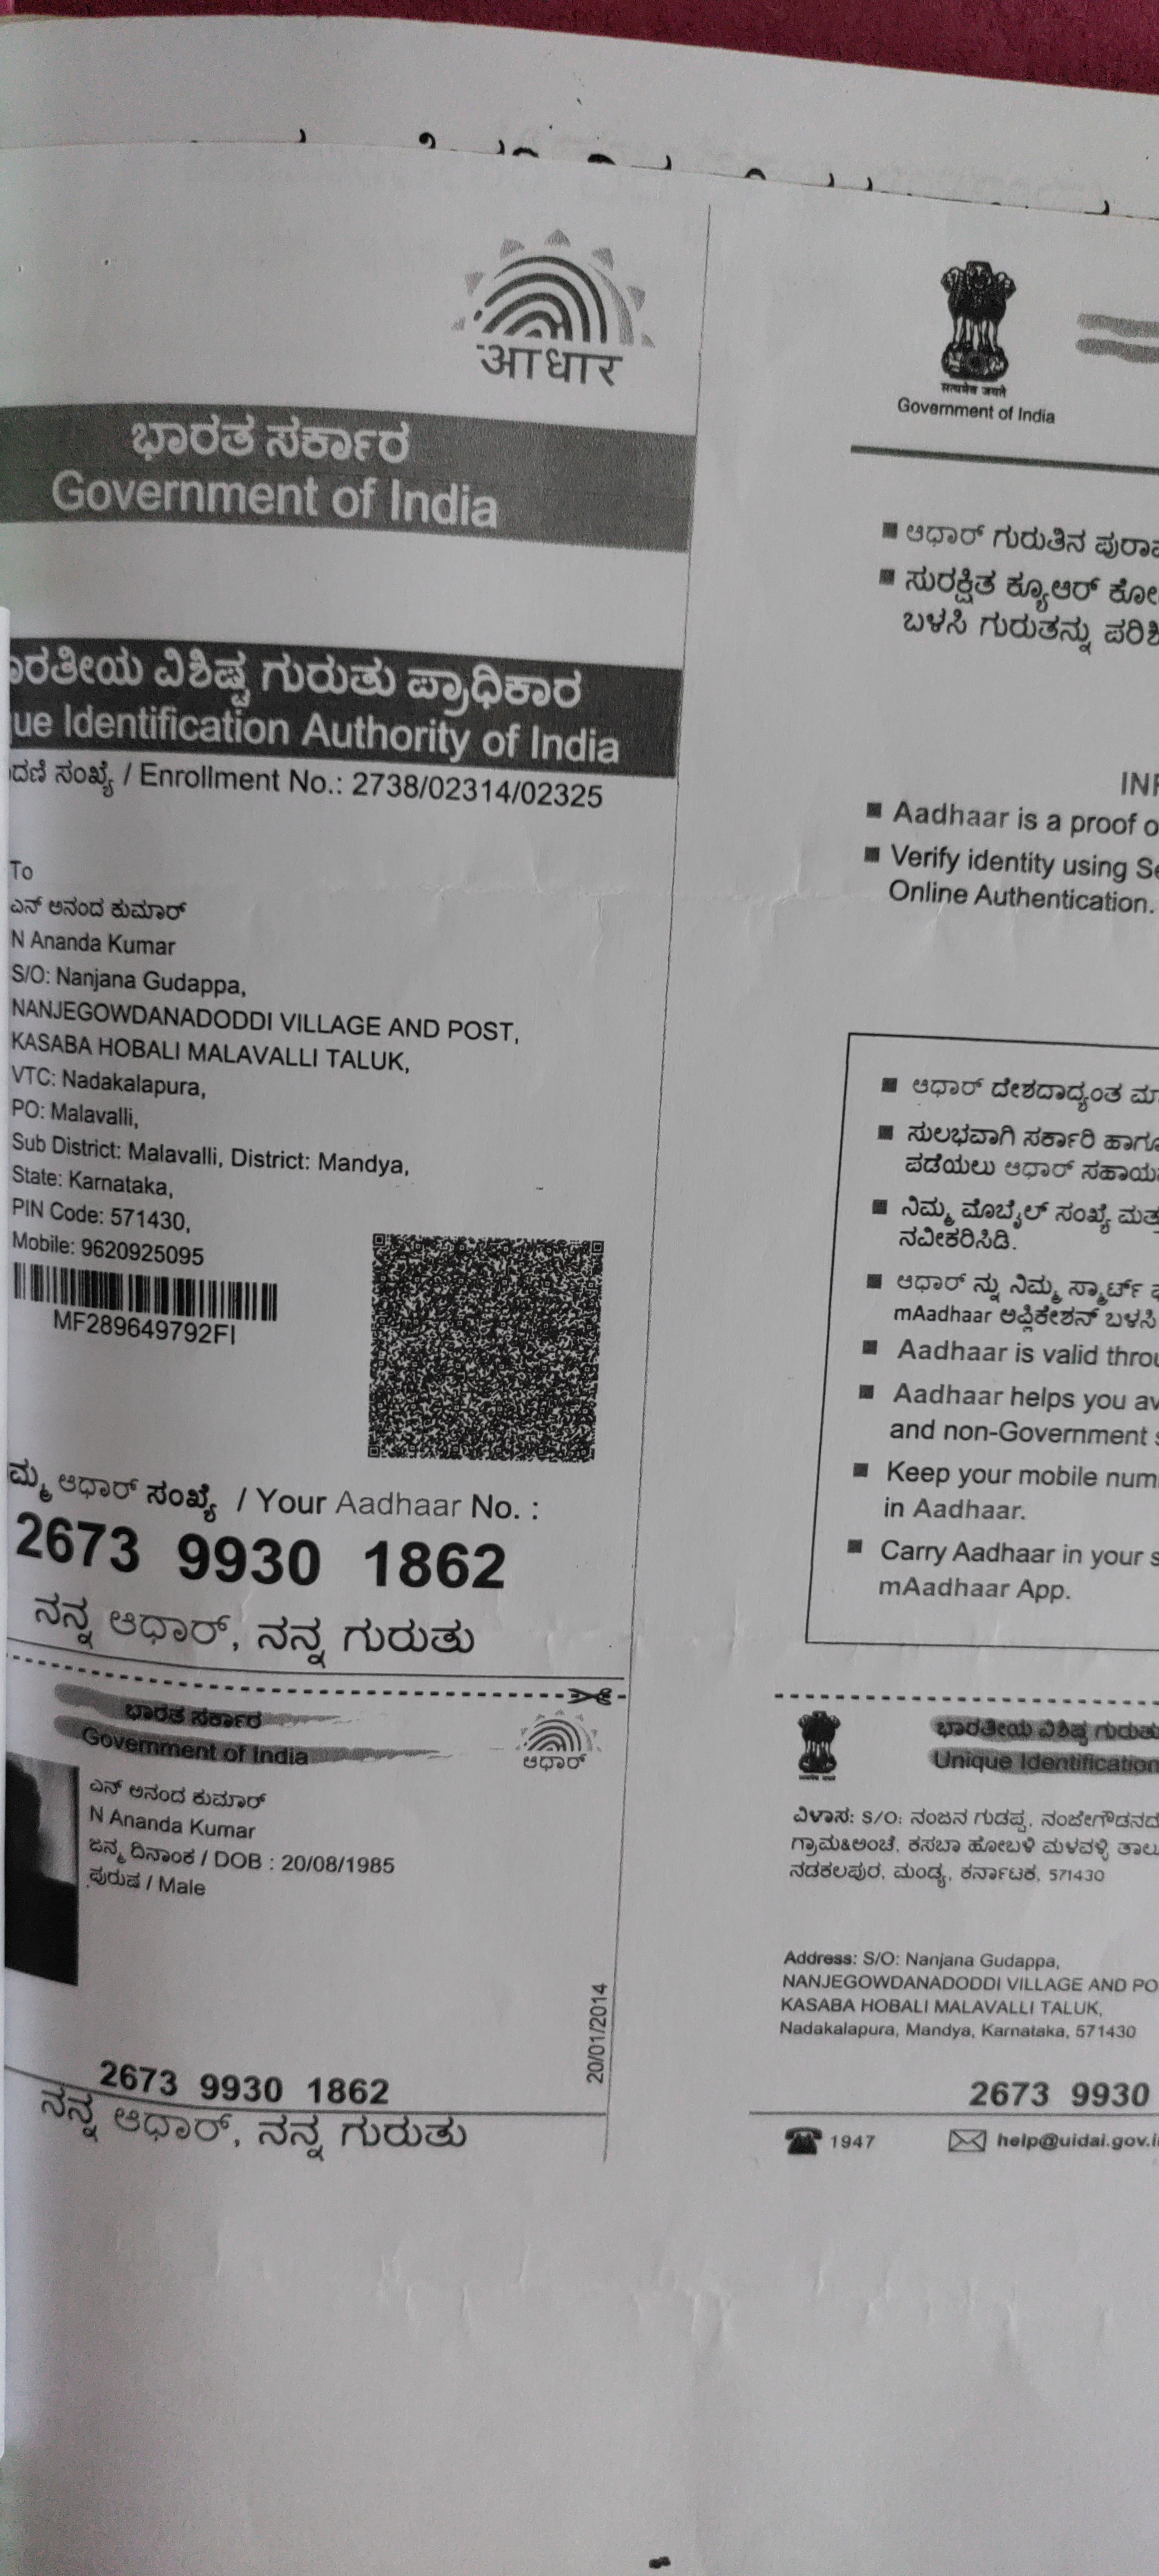 आधार
ಭಾರತ ಸರ್ಕಾರ
Government of India
ವಿಶಿಷ್ಟ ಗುರುತು ಪ್ರಾಧಿಕಾರ
Identification Authority of India
ಸಂಖ್ಯೆ / Enrollment No.: 2738/02314/02325
To
ಎನ್ ಅನಂದ ಕುಮಾರ್
N Ananda Kumar
S/O: Nanjana Gudappa,
NANJEGOWDANADODDI VILLAGE AND POST,
KASABA HOBALI MALAVALLI TALUK,
VTC: Nadakalapura,
PO: Malavalli,
Sub District: Malavalli, District: Mandya,
State: Karnataka,
PIN Code: 571430,
Mobile: 9620925095
MF289649792FI
ಆಧಾರ್ ಸಂಖ್ಯೆ / Your Aadhaar No. :
2673 9930 1862
ನನ್ನ ಆಧಾರ್, ನನ್ನ ಗುರುತು
ಭಾರತ ಸರ್ಕಾರ
Government of India
ಆಧಾರ್
ಎನ್ ಅನಂದ ಕುಮಾರ್
N Ananda Kumar
ಜನ್ಮ ದಿನಾಂಕ / DOB : 20/08/1985
ಪುರುಷ / Male
20/01/2014
2673 9930 1862
ನನ್ನ ಆಧಾರ್, ನನ್ನ ಗುರುತು
सत्यमेव जयते
Government of India
ಆಧಾರ್ ಗುರುತಿನ
ಸುರಕ್ಷಿತ ಕ್ಯೂಆರ್
ಬಳಸಿ ಗುರುತನ್ನು
Aadhaar is a proof
Verify identity using
Online Authentication.
ಆಧಾರ್ ದೇಶದಾದ್ಯಂತ
ಸುಲಭವಾಗಿ ಸರ್ಕಾರಿ
ಪಡೆಯಲು ಆಧಾರ್
ನಿಮ್ಮ ಮೊಬೈಲ್ ಸಂಖ್ಯೆ
ನವೀಕರಿಸಿಡಿ.
ಆಧಾರ್ ನ್ನು ನಿಮ್ಮ ಸ್ಮಾರ್ಟ್
mAadhaar ಅಪ್ಲಿಕೇಶನ್ ಬಳಸಿ
Aadhaar is valid
Aadhaar helps you
and non-Government
Keep your mobile
in Aadhaar.
Carry Aadhaar in your
mAadhaar App.
ಭಾರತೀಯ ವಿಶಿಷ್ಟ ಗುರುತು
Unique Identification
ವಿಳಾಸ: S/O: ನಂಜನ ಗುಡಪ್ಪ,
ಗ್ರಾಮ&ಅಂಚೆ, ಕಸಬಾ ಹೋಬಳಿ ಮಳವಳ್ಳಿ
ನಡಕಲಪುರ, ಮಂಡ್ಯ, ಕರ್ನಾಟಕ, 571430
Address: S/O: Nanjana Gudappa,
NANJEGOWDANADODDI VILLAGE AND
KASABA HOBALI MALAVALLI TALUK,
Nadakalapura, Mandya, Karnataka, 571430
2673 9930
1947